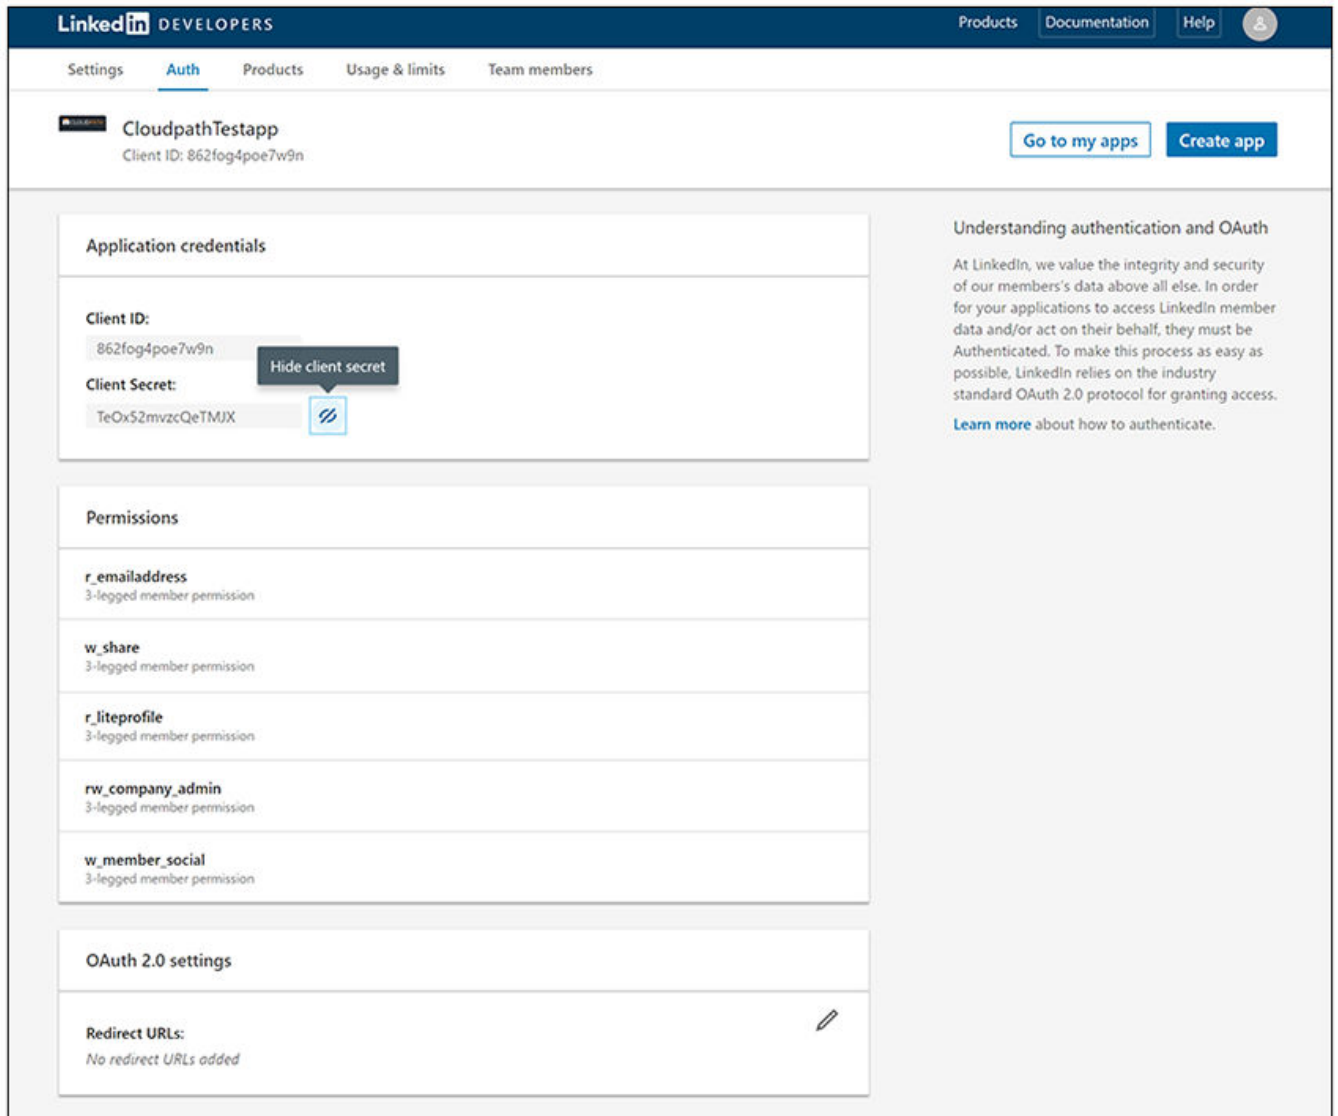 Linked in DEVELOPERS Products Documentation Help
Settings Auth Products Usage & limits Team members
CloudpathTestapp
Client ID: 862fog4poe7w9n
Go to my apps Create app
Application credentials
Client ID:
862fog4poe7w9n
Hide client secret
Client Secret:
TeOx52mvzcQeTMJX
Permissions
r_emailaddress
3-legged member permission
w_share
3-legged member permission
r_liteprofile
3-legged member permission
rw_company_admin
3-legged member permission
w_member_social
3-legged member permission
OAuth 2.0 settings
Redirect URLs:
No redirect URLs added
Understanding authentication and OAuth
At LinkedIn, we value the integrity and security
of our members's data above all else. In order
for your applications to access LinkedIn member
data and/or act on their behalf, they must be
Authenticated. To make this process as easy as
possible, LinkedIn relies on the industry
standard OAuth 2.0 protocol for granting access.
Learn more about how to authenticate.